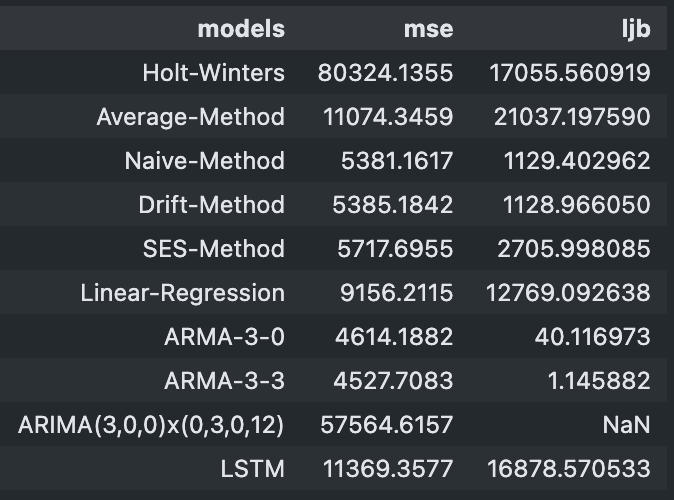 models mse ljb
Holt-Winters 80324.1355 17055.560919
Average-Method 11074.3459 21037.197590
Naive-Method 5381.1617 1129.402962
Drift-Method 5385.1842 1128.966050
SES-Method 5717.6955 2705.998085
Linear-Regression 9156.2115 12769.092638
ARMA-3-0 4614.1882 40.116973
ARMA-3-3 4527.7083 1.145882
ARIMA(3,0,0)x(0,3,0,12) 57564.6157 NaN
LSTM 11369.3577 16878.570533